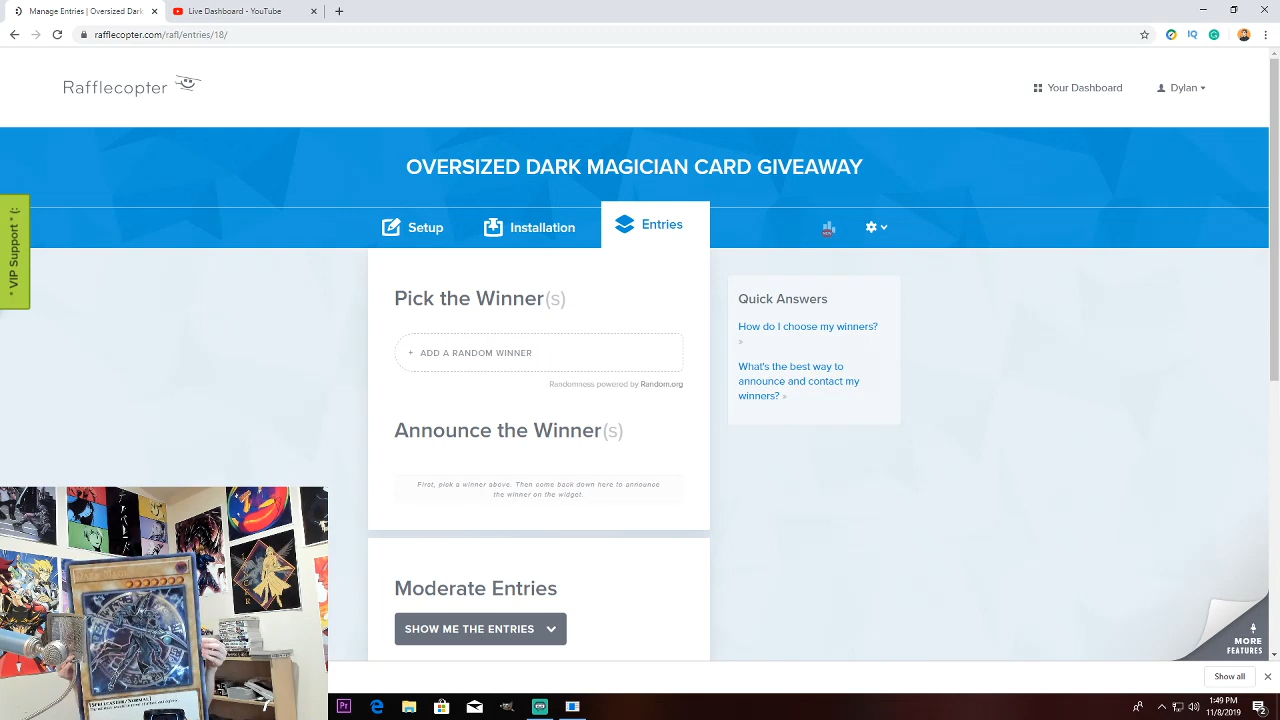 Manage Entries | Oversized Dark
Live Dashboard - YouTube
rafflecopter.com/rafl/entries/18/
Rafflecopter
Your Dashboard
Dylan
OVERSIZED DARK MAGICIAN CARD GIVEAWAY
* VIP Support * (:
Setup
Installation
Entries
Pick the Winner(s)
+ ADD A RANDOM WINNER
Randomness powered by Random.org
Quick Answers
How do I choose my winners?
»
What's the best way to
announce and contact my
winners? »
Announce the Winner(s)
First, pick a winner above. Then come back down here to announce
the winner on the widget.
Moderate Entries
SHOW ME THE ENTRIES
MORE
FEATURES
[SPELLCASTER/NORMAL]
Show all
1:49 PM
11/8/2019